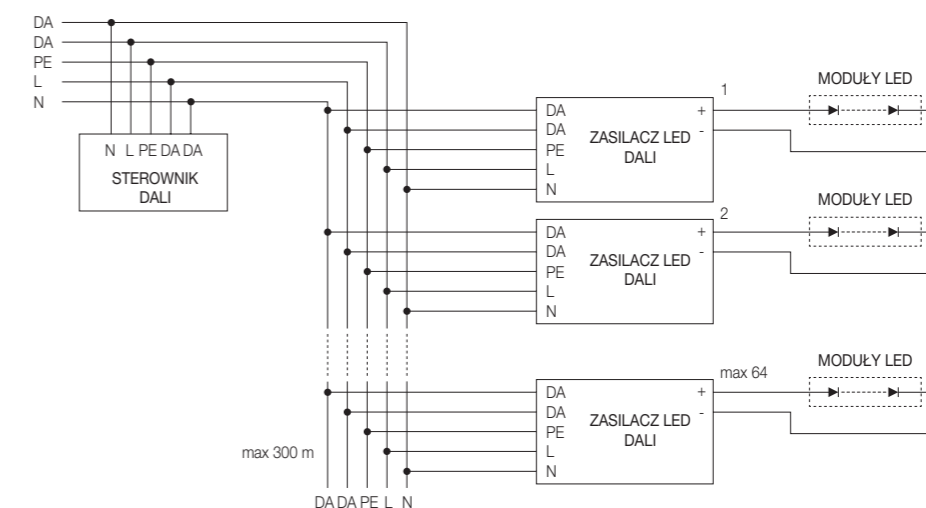 DA
DA
PE
L
N
N L PE DA DA
STEROWNIK
DALI
1
DA
DA
PE
L
N
ZASILACZ LED
DALI
+
-
MODUŁY LED
2
DA
DA
PE
L
N
ZASILACZ LED
DALI
+
-
MODUŁY LED
max 64
DA
DA
PE
L
N
ZASILACZ LED
DALI
+
-
MODUŁY LED
max 300 m
DA DA PE L N